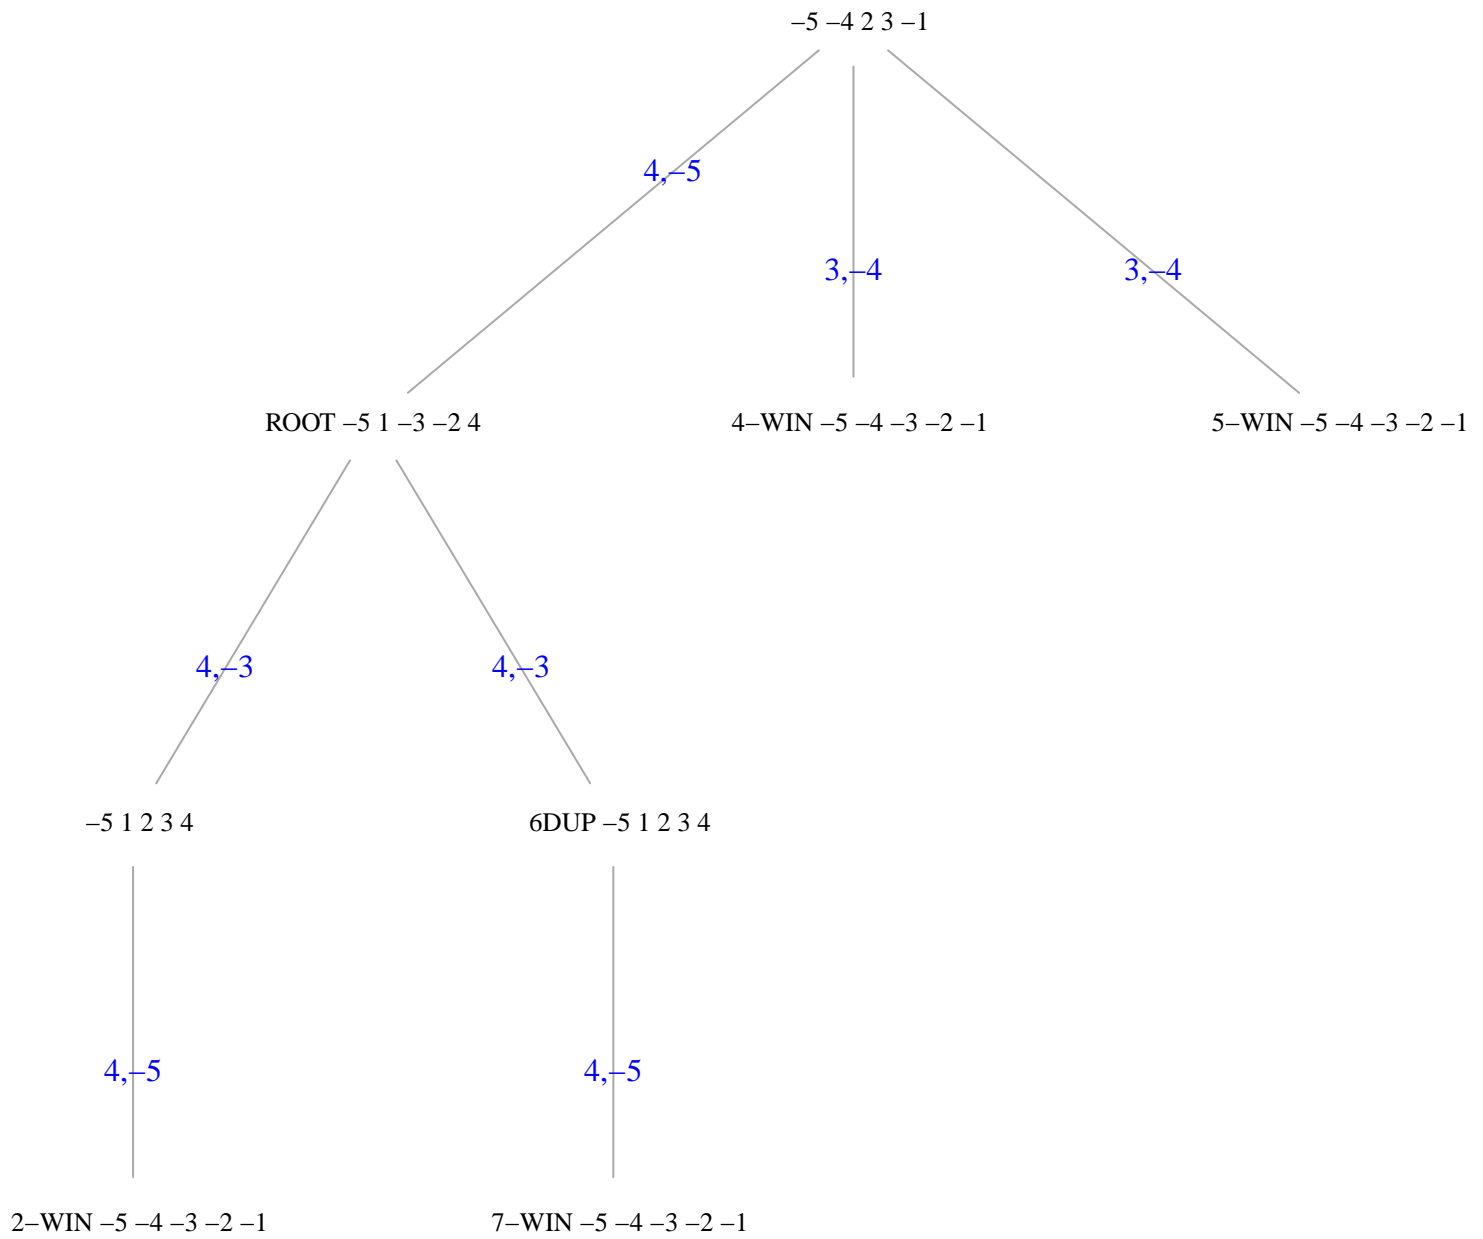 –5 –4 2 3 –1
4,–5
3,–4
3,–4
ROOT –5 1 –3 –2 4
4–WIN –5 –4 –3 –2 –1
5–WIN –5 –4 –3 –2 –1
4,–3
4,–3
–5 1 2 3 4
6DUP –5 1 2 3 4
4,–5
4,–5
2–WIN –5 –4 –3 –2 –1
7–WIN –5 –4 –3 –2 –1